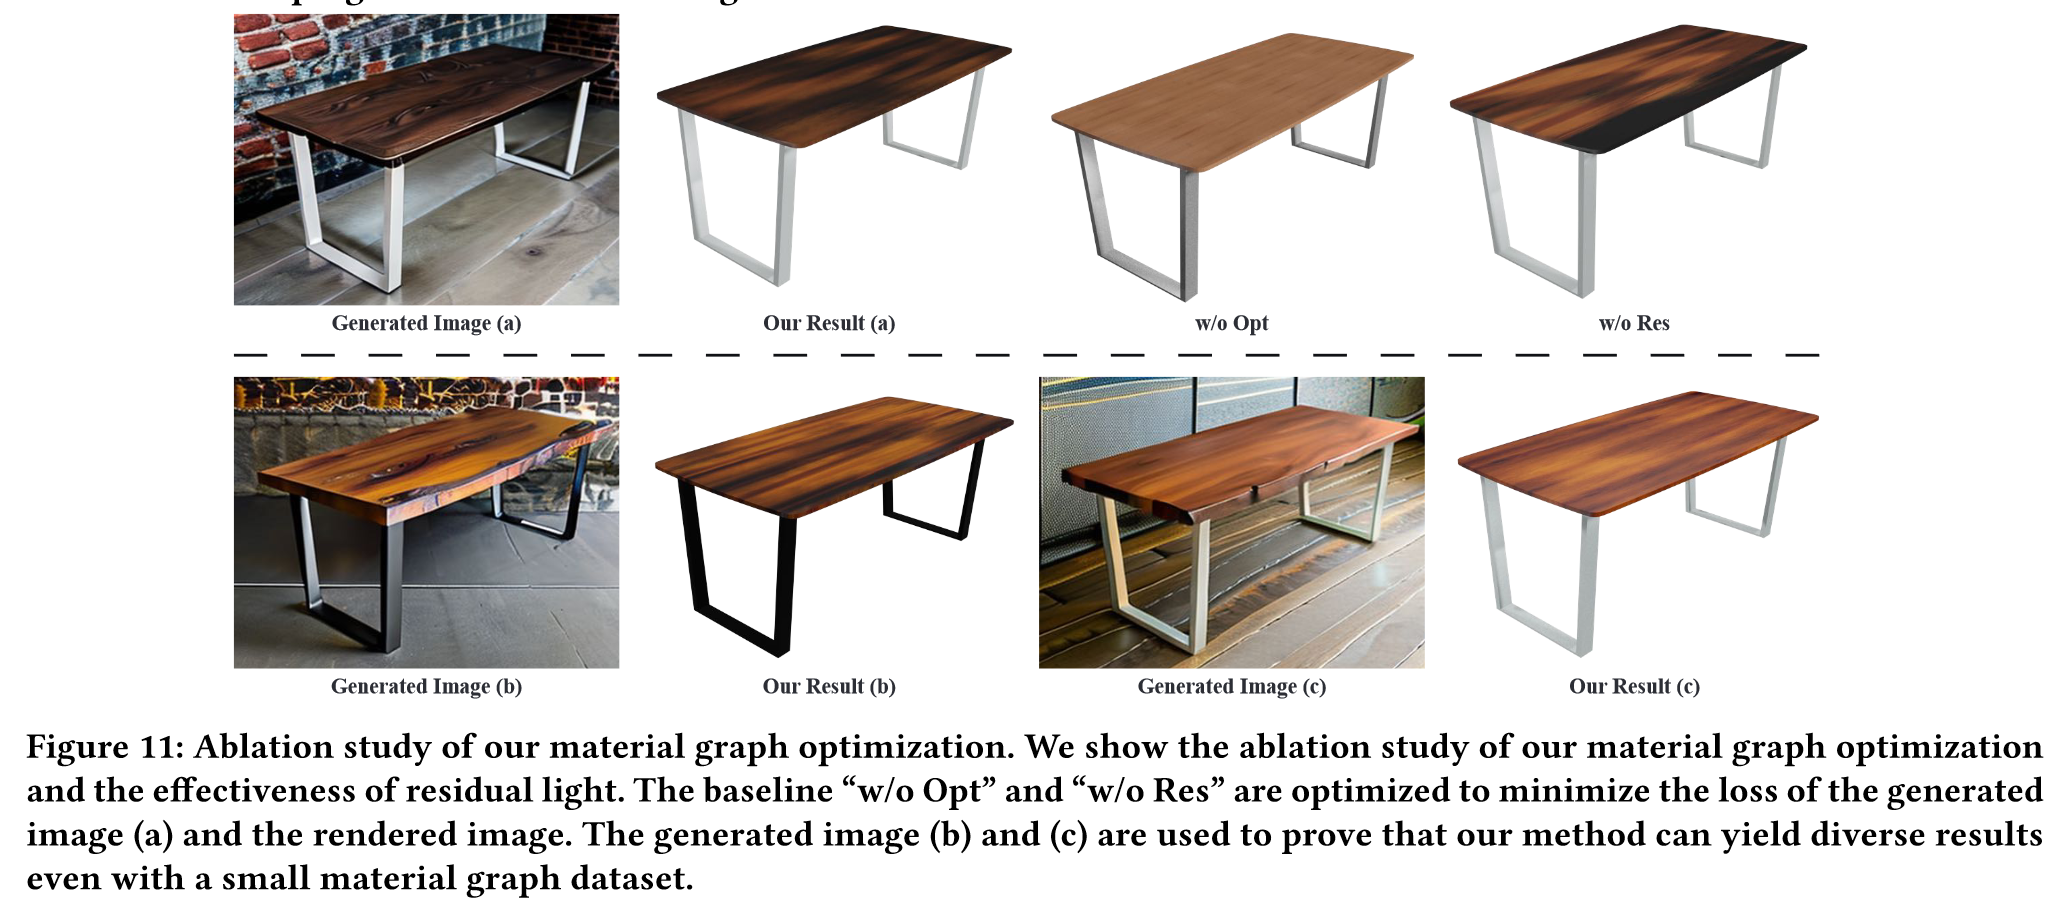 Generated Image (a)
Our Result (a)
w/o Opt
w/o Res
Generated Image (b)
Our Result (b)
Generated Image (c)
Our Result (c)
Figure 11: Ablation study of our material graph optimization. We show the ablation study of our material graph optimization
and the effectiveness of residual light. The baseline “w/o Opt” and “w/o Res” are optimized to minimize the loss of the generated
image (a) and the rendered image. The generated image (b) and (c) are used to prove that our method can yield diverse results
even with a small material graph dataset.